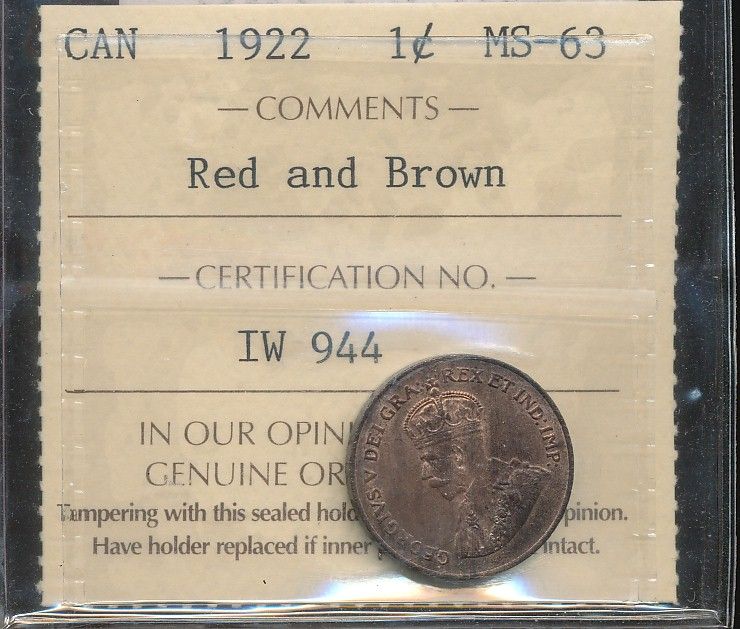 CAN 1922 1¢ MS-63
— COMMENTS —
Red and Brown
— CERTIFICATION NO. —
IW 944
IN OUR OPINI
GENUINE OR
Tampering with this sealed hold pinion.
Have holder replaced if inner intact.
GEORGIVS V DEI GRA: REX ET IND: IMP: